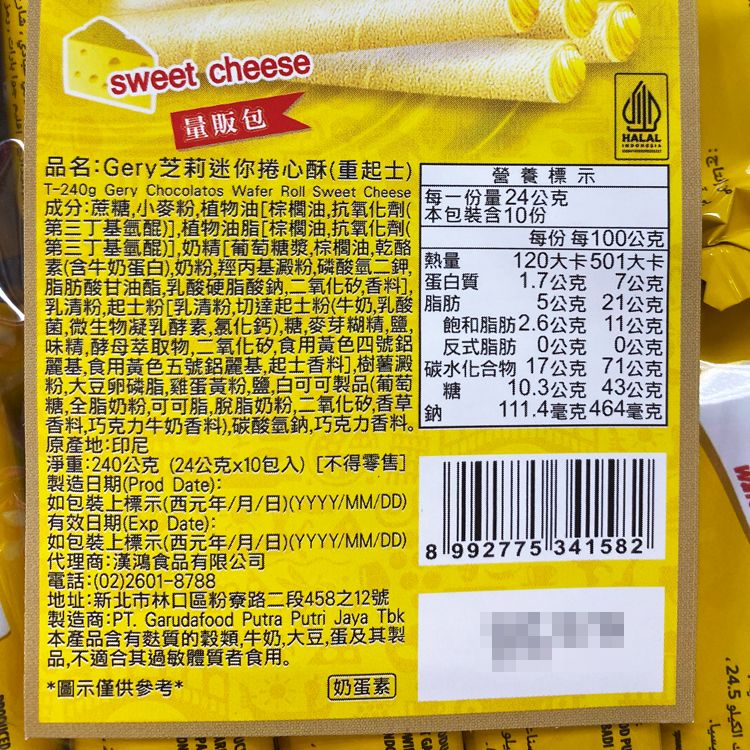 sweet cheese
量販包
HALAL
INDONESIA
品名:Gery芝莉迷你捲心酥(重起士)
T-240g Gery Chocolatos Wafer Roll Sweet Cheese
成分:蔗糖,小麥粉,植物油[棕櫚油,抗氧化劑(
第三丁基氫醌)],植物油脂[棕櫚油,抗氧化劑(
第三丁基氫醌)],奶精[葡萄糖漿,棕櫚油,乾酪
素(含牛奶蛋白),奶粉,羥丙基澱粉,磷酸氫二鉀,
脂肪酸甘油酯,乳酸硬脂酸鈉,二氧化矽,香料],
乳清粉,起士粉[乳清粉,切達起士粉(牛奶,乳酸
菌,微生物凝乳酵素,氯化鈣),糖,麥芽糊精,鹽,
味精,酵母萃取物,二氧化矽,食用黃色四號鋁
麗基,食用黃色五號鋁麗基,起士香料],樹薯澱
粉,大豆卵磷脂,雞蛋黃粉,鹽,白可可製品(葡萄
糖,全脂奶粉,可可脂,脫脂奶粉,二氧化矽,香草
香料,巧克力牛奶香料),碳酸氫鈉,巧克力香料。
原產地:印尼
淨重:240公克 (24公克x10包入) [不得零售]
製造日期(Prod Date):
如包裝上標示(西元年/月/日)(YYYY/MM/DD)
有效日期(Exp Date):
如包裝上標示(西元年/月/日)(YYYY/MM/DD)
代理商:漢鴻食品有限公司
電話:(02)2601-8788
地址:新北市林口區粉寮路二段458之12號
製造商:PT. Garudafood Putra Putri Jaya Tbk
本產品含有麩質的穀類,牛奶,大豆,蛋及其製
品,不適合其過敏體質者食用。
*圖示僅供參考*
奶蛋素
營養標示
每一份量24公克
本包裝含10份
每份 每100公克
熱量 120大卡 501大卡
蛋白質 1.7公克 7公克
脂肪 5公克 21公克
飽和脂肪 2.6公克 11公克
反式脂肪 0公克 0公克
碳水化合物 17公克 71公克
糖 10.3公克 43公克
鈉 111.4毫克 464毫克
8 992775 341582